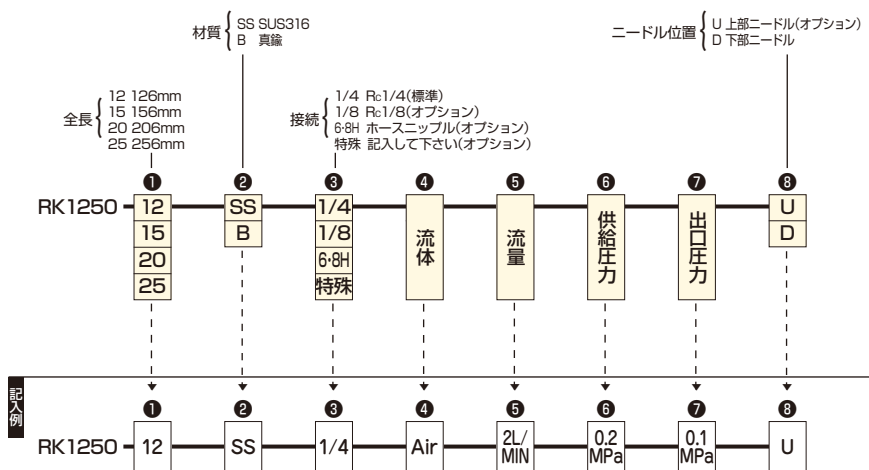 材質 SS SUS316
B 真鍮
ニードル位置 U 上部ニードル(オプション)
D 下部ニードル
全長 12 126mm
15 156mm
20 206mm
25 256mm
接続 1/4 Rc1/4(標準)
1/8 Rc1/8(オプション)
6・8H ホースニップル(オプション)
特殊 記入して下さい(オプション)
❶ ❷ ❸ ❹ ❺ ❻ ❼ ❽
RK1250 12 SS 1/4 流体 流量 供給圧力 出口圧力 U
15 B 1/8 D
20 6・8H
25 特殊
記入例
❶ ❷ ❸ ❹ ❺ ❻ ❼ ❽
RK1250 12 SS 1/4 Air 2L/MIN 0.2MPa 0.1MPa U